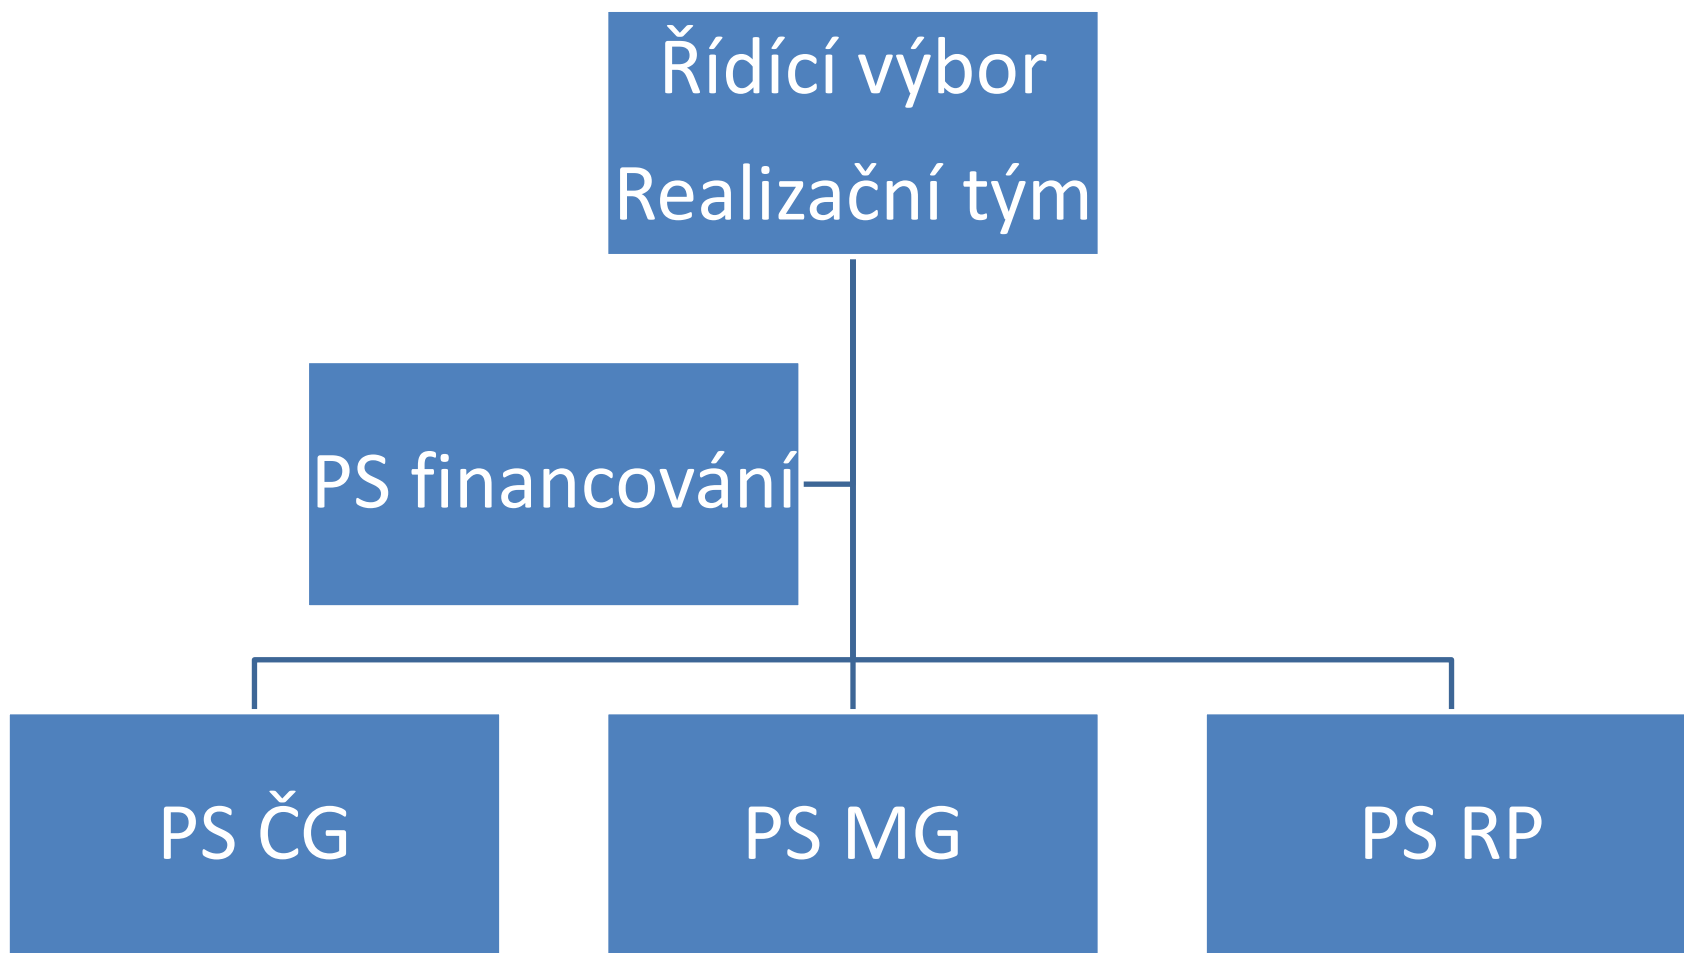 Řídící výbor
Realizační tým
PS financování
PS ČG
PS MG
PS RP